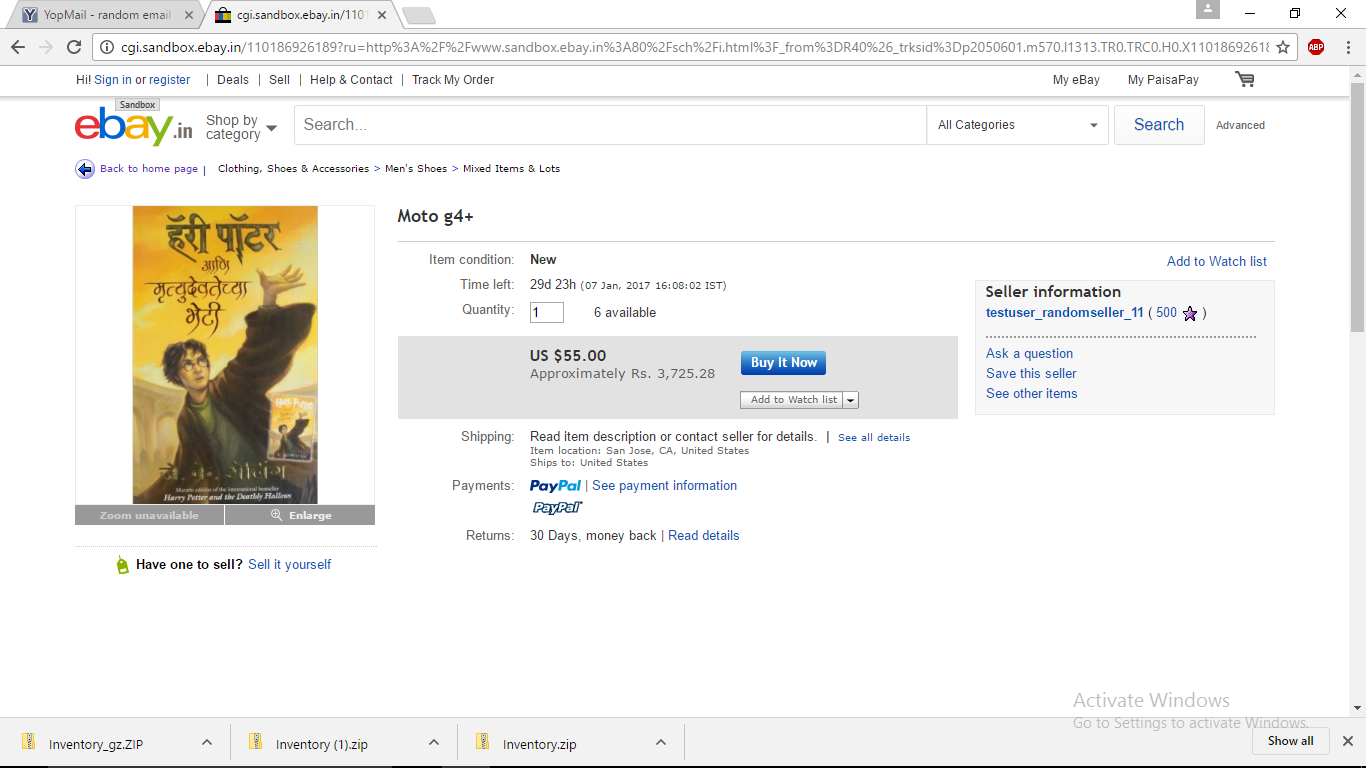 YopMail - random email
cgi.sandbox.ebay.in/1101
cgi.sandbox.ebay.in/110186926189?ru=http%3A%2F%2Fwww.sandbox.ebay.in%3A80%2Fsch%2Fi.html%3F_from%3DR40%26_trksid%3Dp2050601.m570.l1313.TR0.TRC0.H0.X11018692618
ABP
Hi! Sign in or register | Deals | Sell | Help & Contact | Track My Order
My eBay My PaisaPay
Sandbox
ebay.in
Shop by
category
Search...
All Categories
Search
Advanced
Back to home page | Clothing, Shoes & Accessories > Men's Shoes > Mixed Items & Lots
हॅरी पॉटर
आणि
मृत्युदेवतेच्या
भेटी
Harry Potter
जे. के. रोलिंग
Marathi edition of the international bestseller
Harry Potter and the Deathly Hallows
Zoom unavailable
Enlarge
Have one to sell? Sell it yourself
Moto g4+
Item condition: New
Time left: 29d 23h (07 Jan, 2017 16:08:02 IST)
Quantity: 1 6 available
US $55.00
Approximately Rs. 3,725.28
Buy It Now
Add to Watch list
Shipping: Read item description or contact seller for details. | See all details
Item location: San Jose, CA, United States
Ships to: United States
Payments: PayPal | See payment information
PayPal
Returns: 30 Days, money back | Read details
Add to Watch list
Seller information
testuser_randomseller_11 ( 500 )
Ask a question
Save this seller
See other items
Activate Windows
Go to Settings to activate Windows.
Inventory_gz.ZIP
Inventory (1).zip
Inventory.zip
Show all